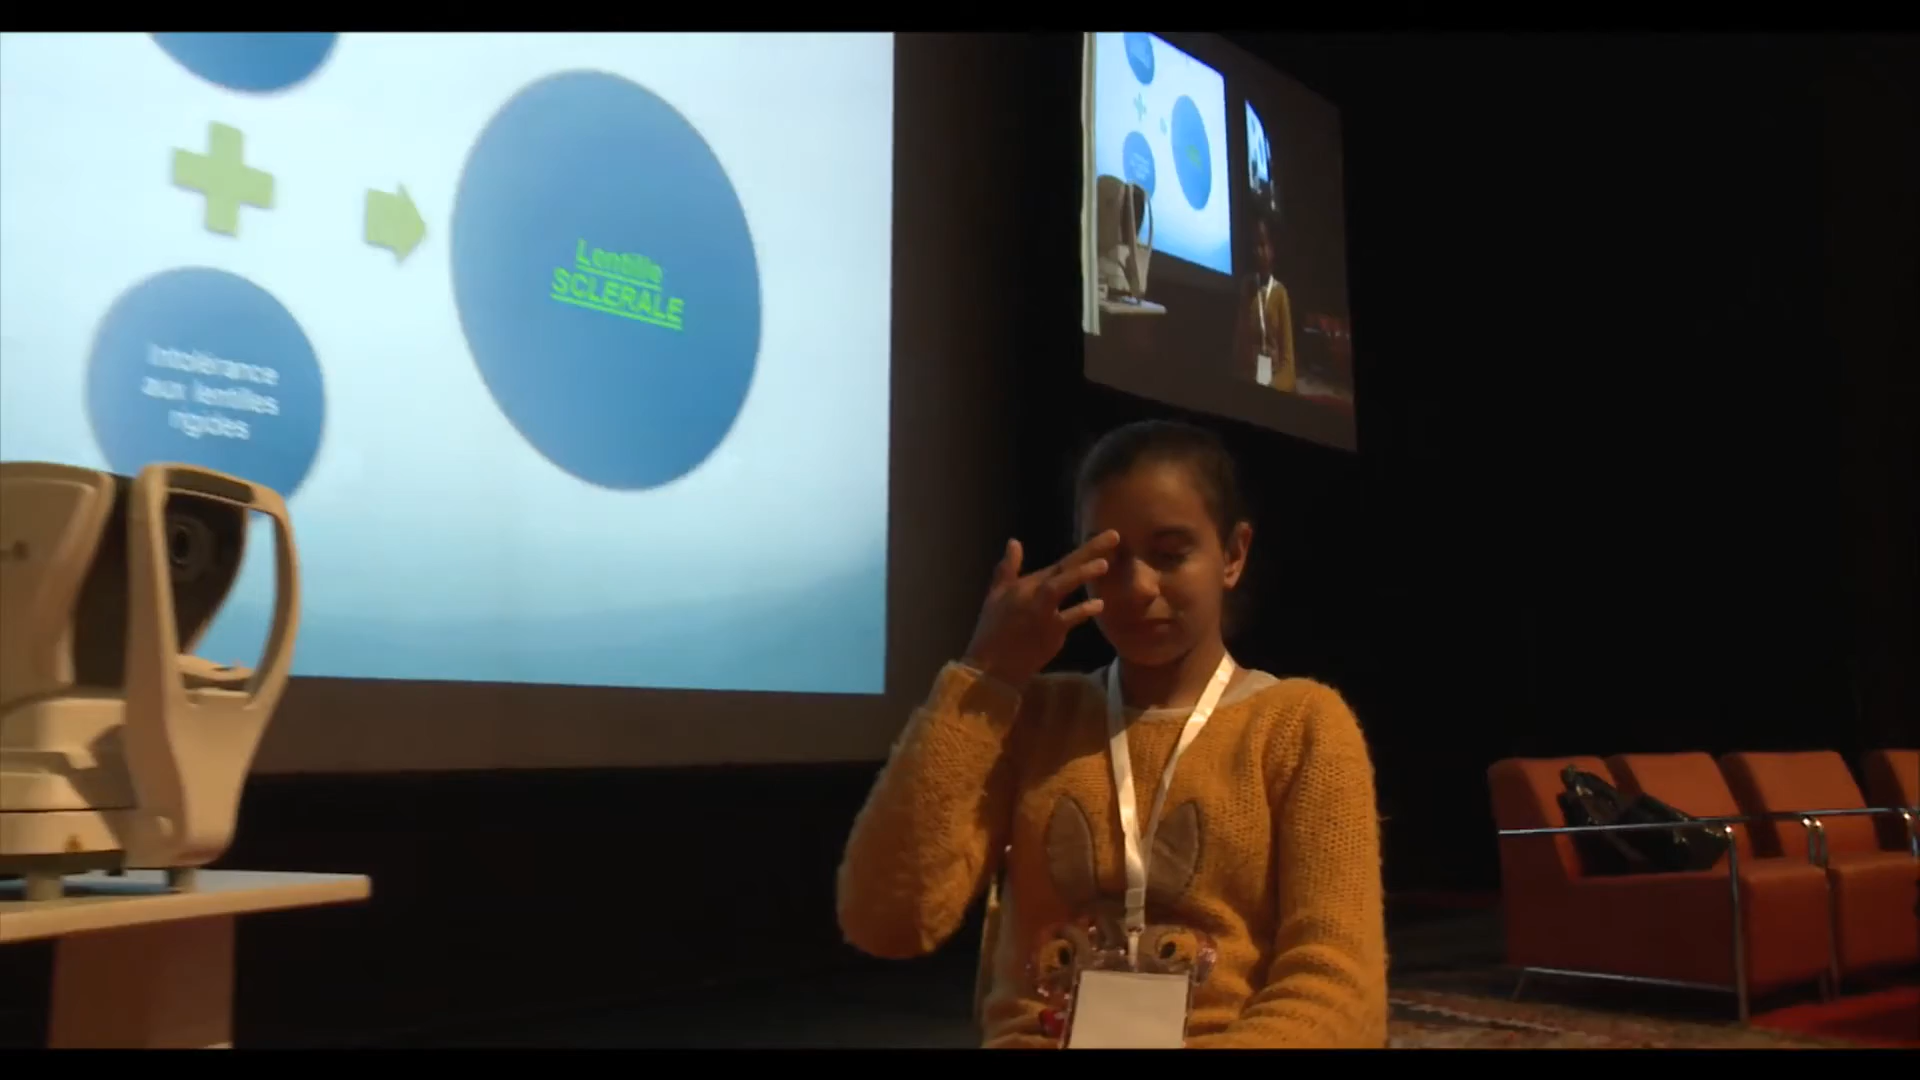 Lentille
SCLERALE
Intolérance
aux lentilles
rigides